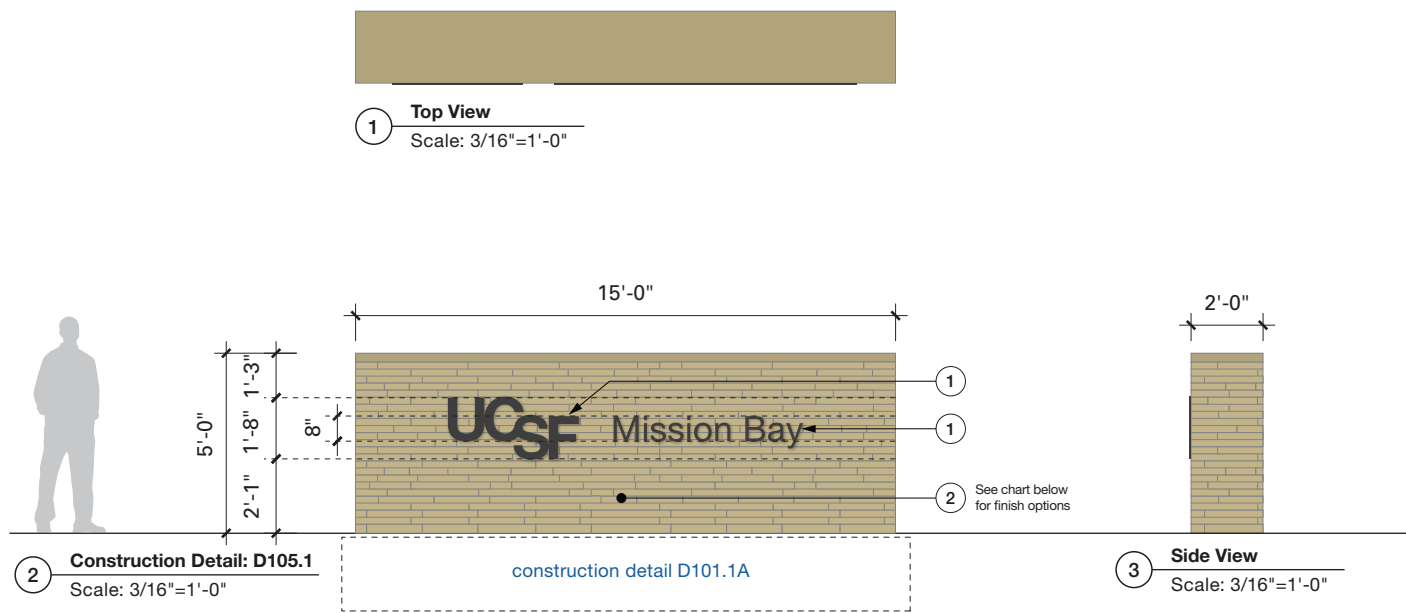 1
Top View
Scale: 3/16"=1'-0"
15'-0"
2'-0"
5'-0"
1'-3"
1'-8"
2'-1"
8"
UCSF
Mission Bay
1
1
2
See chart below
for finish options
2
Construction Detail: D105.1
Scale: 3/16"=1'-0"
construction detail D101.1A
3
Side View
Scale: 3/16"=1'-0"